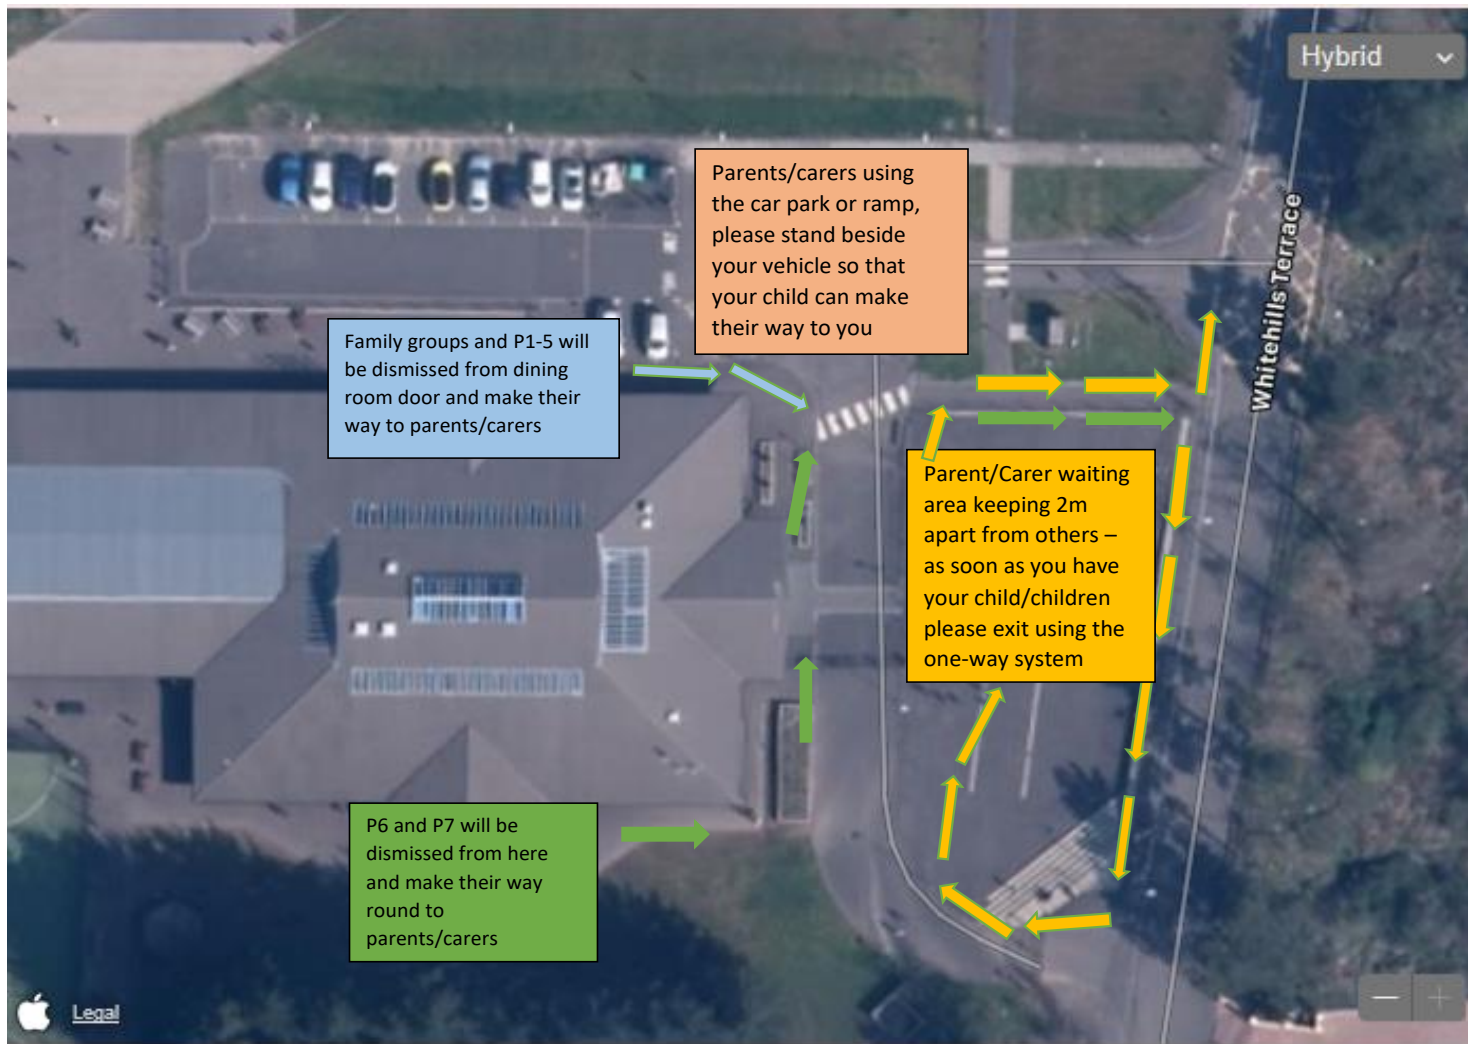 Hybrid
Parents/carers using
the car park or ramp,
please stand beside
your vehicle so that
your child can make
their way to you
Whitehills Terrace
Family groups and P1-5 will
be dismissed from dining
room door and make their
way to parents/carers
Parent/Carer waiting
area keeping 2m
apart from others –
as soon as you have
your child/children
please exit using the
one-way system
P6 and P7 will be
dismissed from here
and make their way
round to
parents/carers
Legal